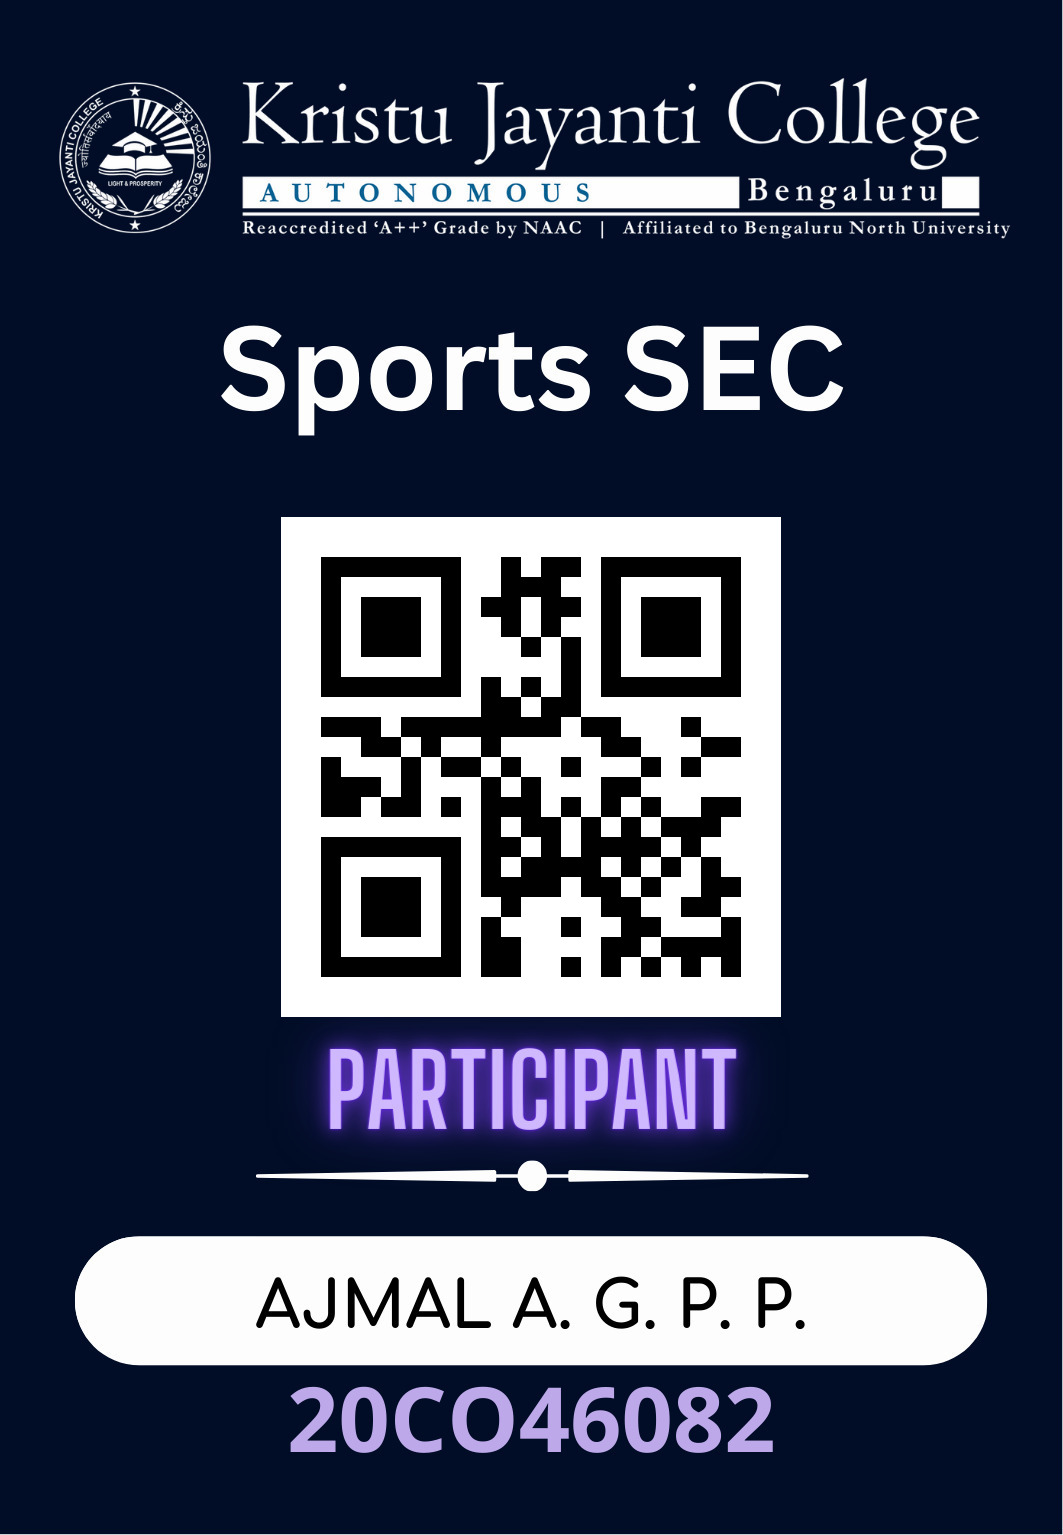 KRISTU JAYANTI COLLEGE
ಕ್ರಿಸ್ತು ಜಯಂತಿ ಕಾಲೇಜು
LIGHT & PROSPERITY
Kristu Jayanti College
AUTONOMOUS Bengaluru
Reaccredited ‘A++’ Grade by NAAC | Affiliated to Bengaluru North University
Sports SEC
PARTICIPANT
AJMAL A. G. P. P.
20CO46082